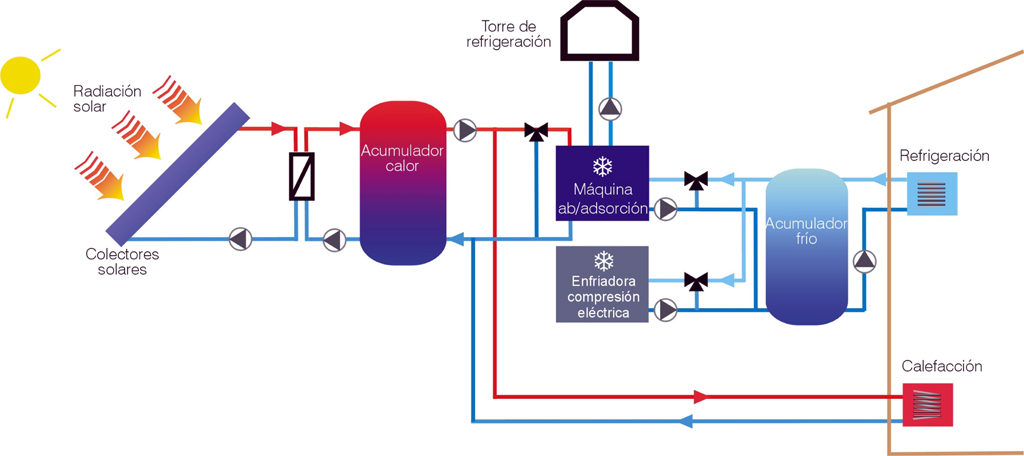 Torre de
refrigeración
Radiación
solar
Acumulador
calor
Colectores
solares
Máquina
ab/adsorción
Enfriadora
compresión
eléctrica
Acumulador
frío
Refrigeración
Calefacción